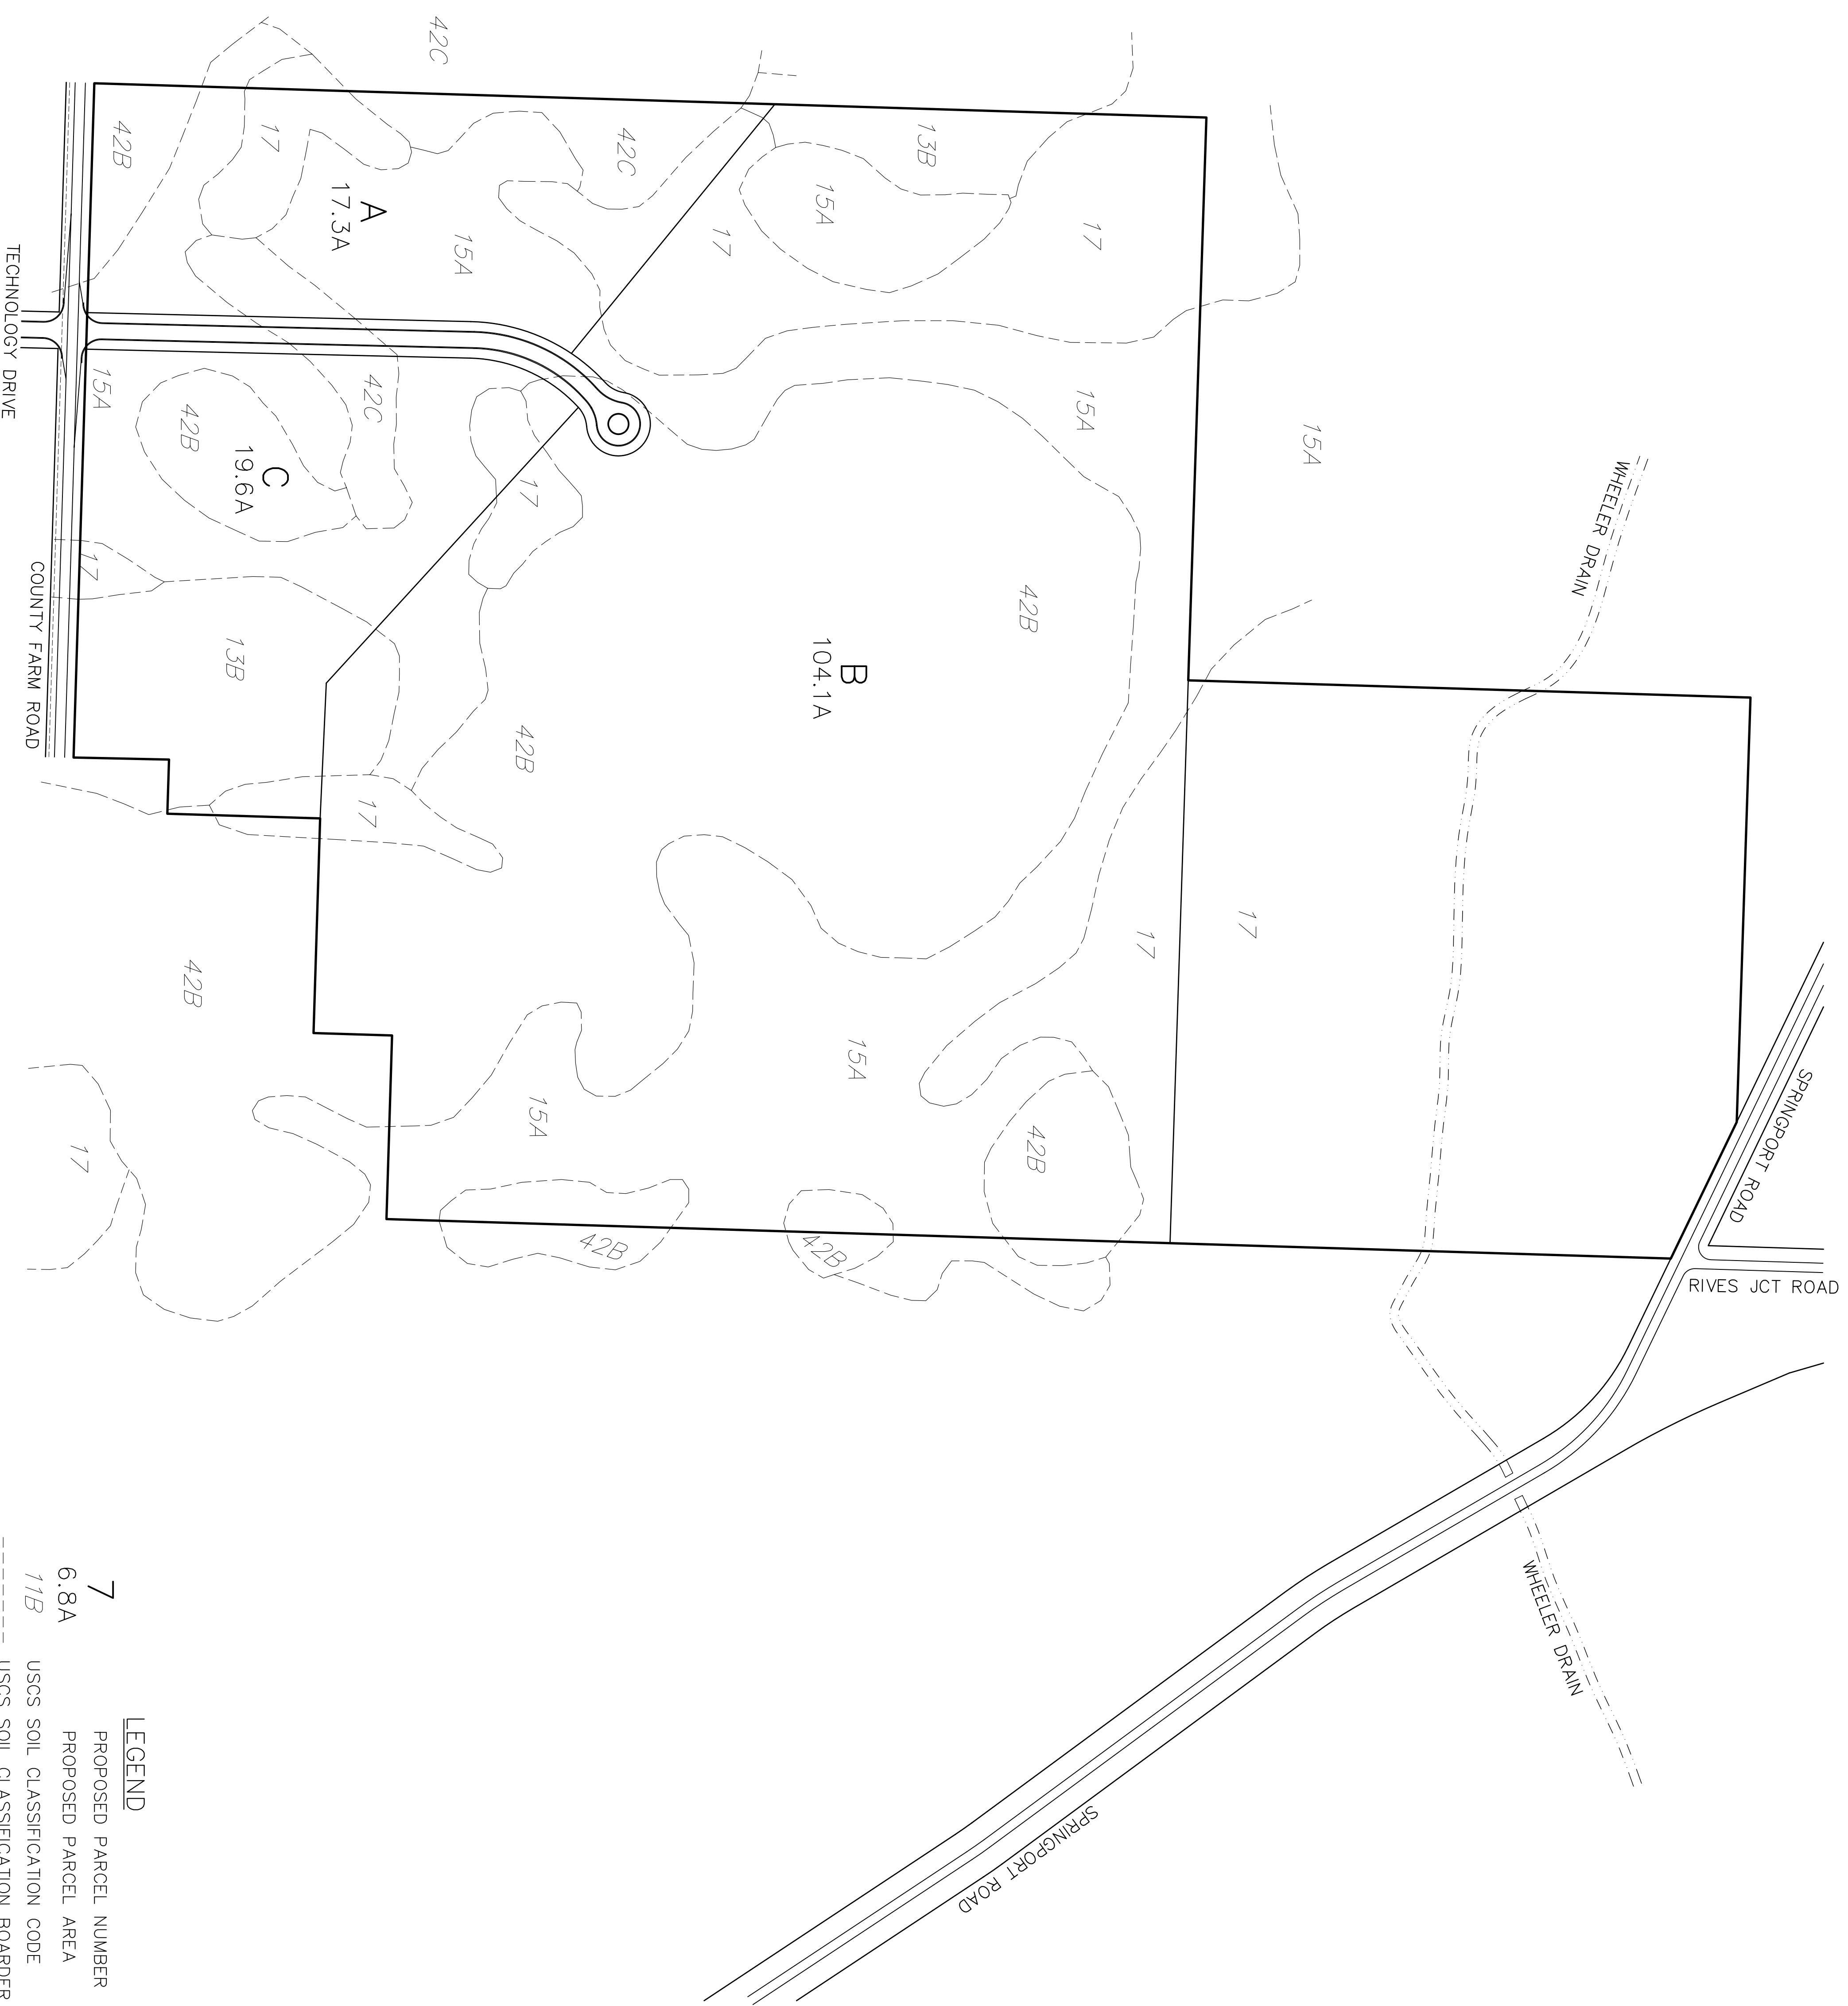 42C
42B
17
42C
13B
15A
A
17.3A
15A
17
17
15A
42B
42C
15A
15A
C
19.6A
17
17
42B
13B
B
104.1A
42B
17
17
17
42B
15A
15A
42B
17
42B
42B
TECHNOLOGY DRIVE
COUNTY FARM ROAD
WHEELER DRAIN
SPRINGPORT ROAD
RIVES JCT ROAD
WHEELER DRAIN
SPRINGPORT ROAD
LEGEND
7 PROPOSED PARCEL NUMBER
6.8A PROPOSED PARCEL AREA
11B USCS SOIL CLASSIFICATION CODE
USCS SOIL CLASSIFICATION BOARDER